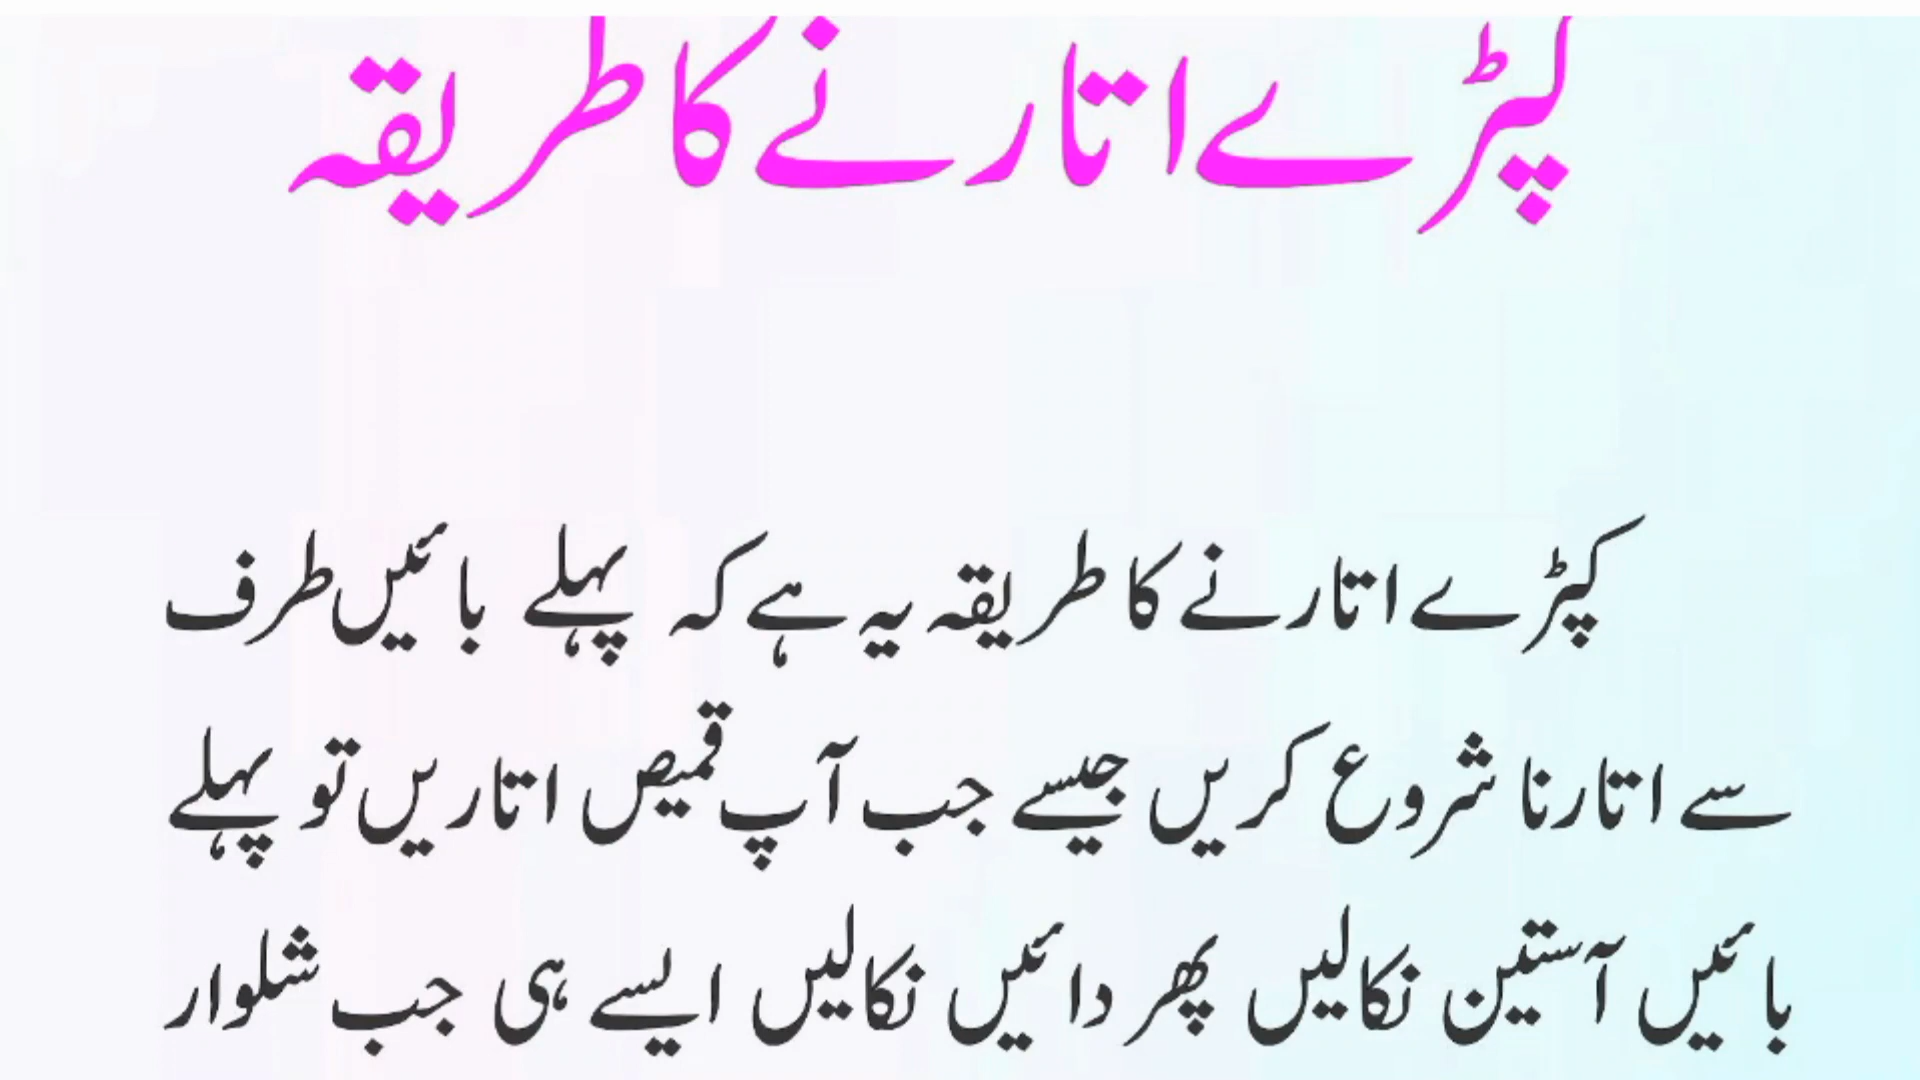 کپڑے اتارنے کا طریقہ
کپڑے اتارنے کا طریقہ یہ ہے کہ پہلے بائیں طرف
سے اتارنا شروع کریں جیسے جب آپ قمیص اتاریں تو پہلے
بائیں آستین نکالیں پھر دائیں نکالیں ایسے ہی جب شلوار